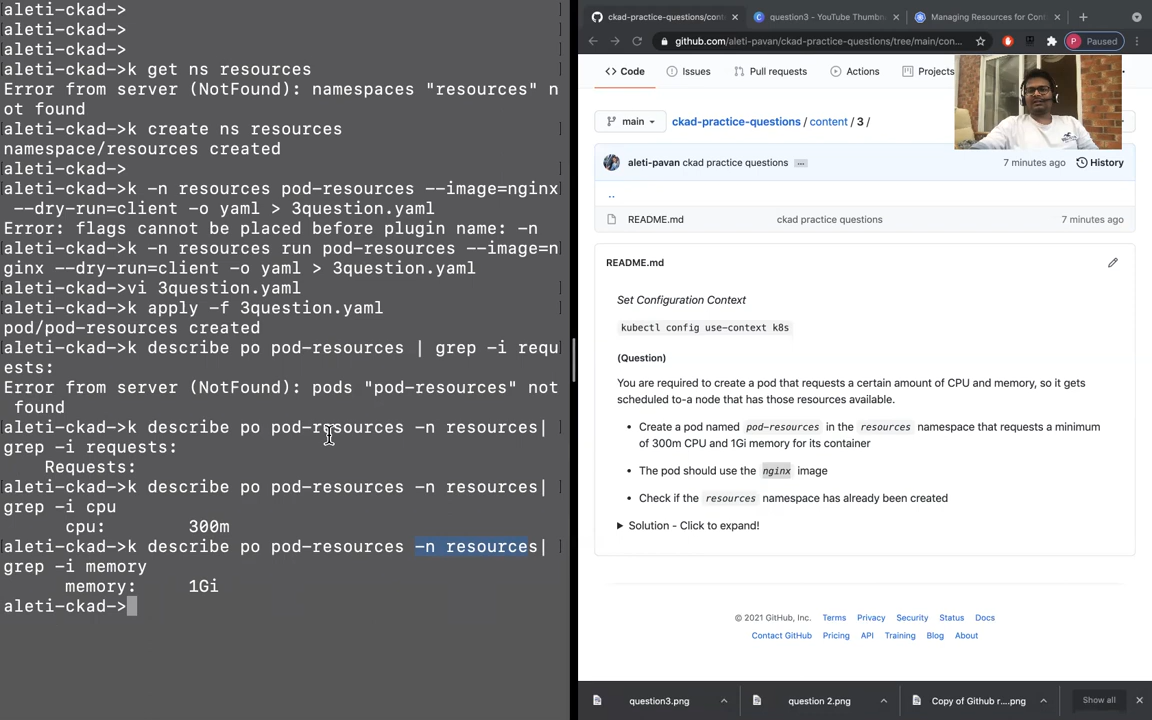 aleti-ckad->
aleti-ckad->
aleti-ckad->
aleti-ckad->k get ns resources
Error from server (NotFound): namespaces "resources" n
ot found
aleti-ckad->k create ns resources
namespace/resources created
aleti-ckad->
aleti-ckad->k -n resources pod-resources --image=nginx
--dry-run=client -o yaml > 3question.yaml
Error: flags cannot be placed before plugin name: -n
aleti-ckad->k -n resources run pod-resources --image=n
ginx --dry-run=client -o yaml > 3question.yaml
aleti-ckad->vi 3question.yaml
aleti-ckad->k apply -f 3question.yaml
pod/pod-resources created
aleti-ckad->k describe po pod-resources | grep -i requ
ests:
Error from server (NotFound): pods "pod-resources" not
found
aleti-ckad->k describe po pod-resources -n resources|
grep -i requests:
Requests:
aleti-ckad->k describe po pod-resources -n resources|
grep -i cpu
cpu: 300m
aleti-ckad->k describe po pod-resources -n resources|
grep -i memory
memory: 1Gi
aleti-ckad->
ckad-practice-questions/cont
question3 - YouTube Thumbn
Managing Resources for Cont
github.com/aleti-pavan/ckad-practice-questions/tree/main/con...
P Paused
Code
Issues
Pull requests
Actions
Projects
main
ckad-practice-questions / content / 3 /
aleti-pavan ckad practice questions ...
7 minutes ago
History
..
README.md
ckad practice questions
7 minutes ago
README.md
Set Configuration Context
kubectl config use-context k8s
(Question)
You are required to create a pod that requests a certain amount of CPU and memory, so it gets
scheduled to-a node that has those resources available.
• Create a pod named pod-resources in the resources namespace that requests a minimum
of 300m CPU and 1Gi memory for its container
• The pod should use the nginx image
• Check if the resources namespace has already been created
Solution - Click to expand!
© 2021 GitHub, Inc. Terms Privacy Security Status Docs
Contact GitHub Pricing API Training Blog About
question3.png
question 2.png
Copy of Github r....png
Show all